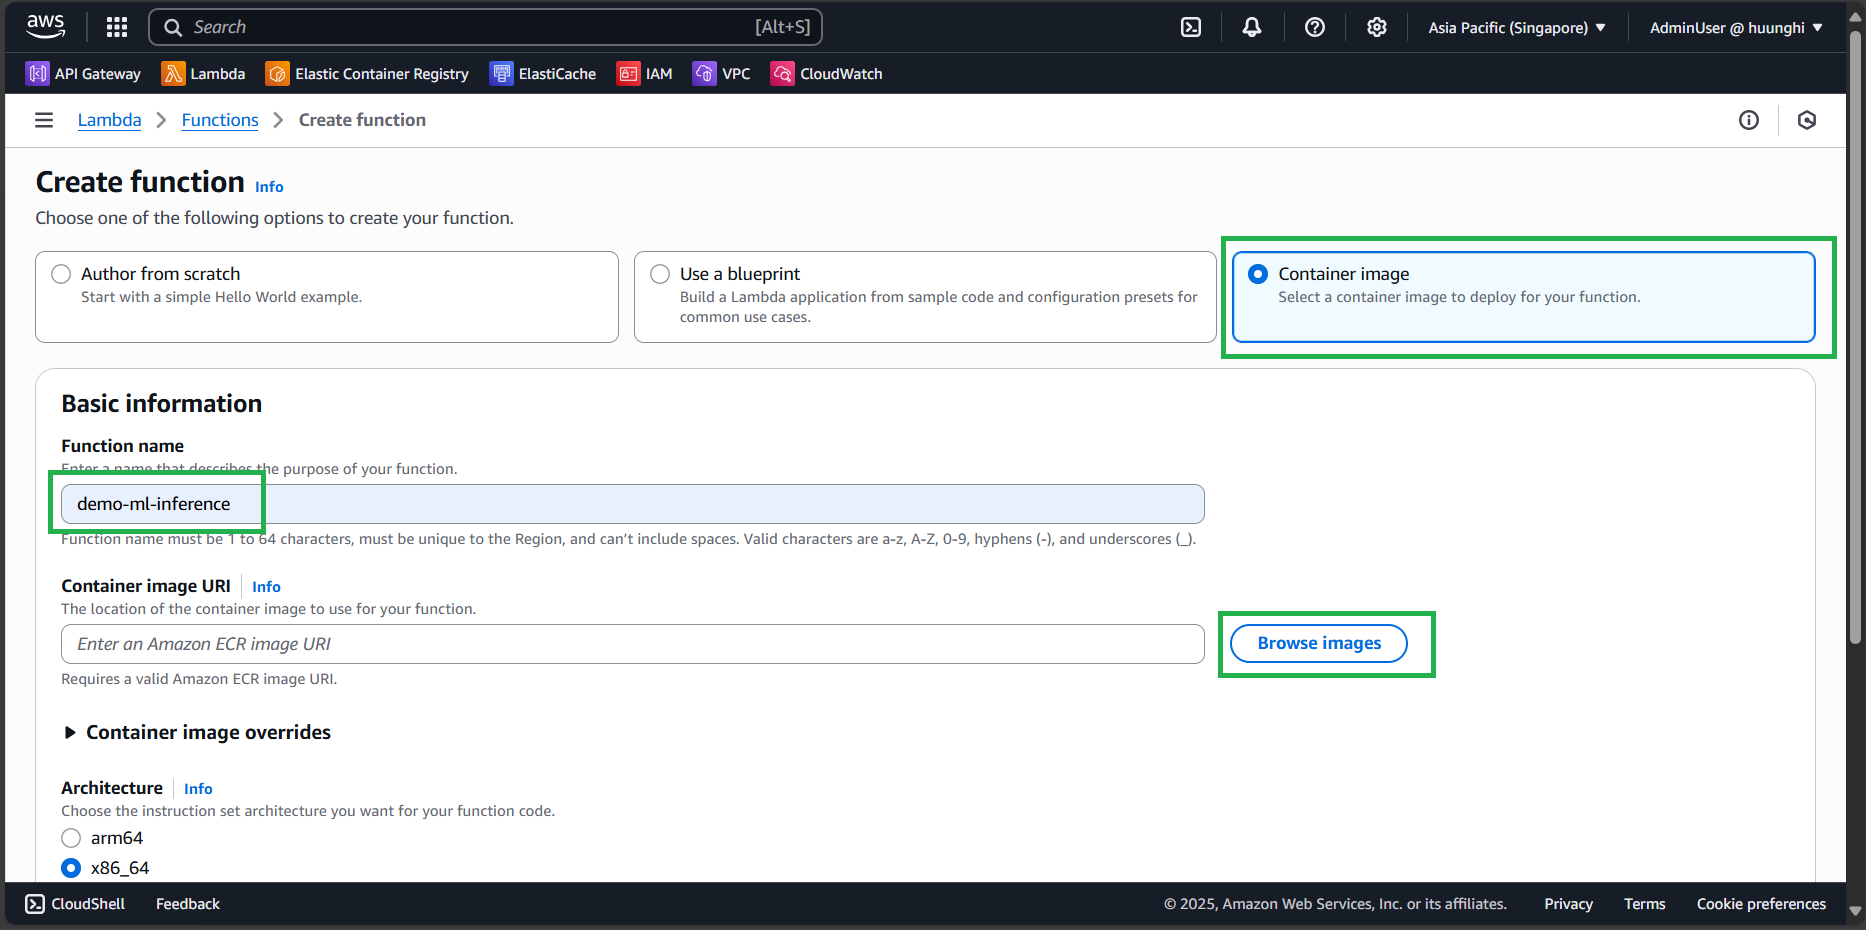 aws
Search [Alt+S]
Asia Pacific (Singapore)
AdminUser @ huunghi
API Gateway
Lambda
Elastic Container Registry
ElastiCache
IAM
VPC
CloudWatch
Lambda
Functions
Create function
Create function Info
Choose one of the following options to create your function.
Author from scratch
Start with a simple Hello World example.
Use a blueprint
Build a Lambda application from sample code and configuration presets for
common use cases.
Container image
Select a container image to deploy for your function.
Basic information
Function name
Enter a name that describes the purpose of your function.
demo-ml-inference
Function name must be 1 to 64 characters, must be unique to the Region, and can’t include spaces. Valid characters are a-z, A-Z, 0-9, hyphens (-), and underscores (_).
Container image URI Info
The location of the container image to use for your function.
Enter an Amazon ECR image URI
Browse images
Requires a valid Amazon ECR image URI.
Container image overrides
Architecture Info
Choose the instruction set architecture you want for your function code.
arm64
x86_64
CloudShell
Feedback
© 2025, Amazon Web Services, Inc. or its affiliates.
Privacy
Terms
Cookie preferences